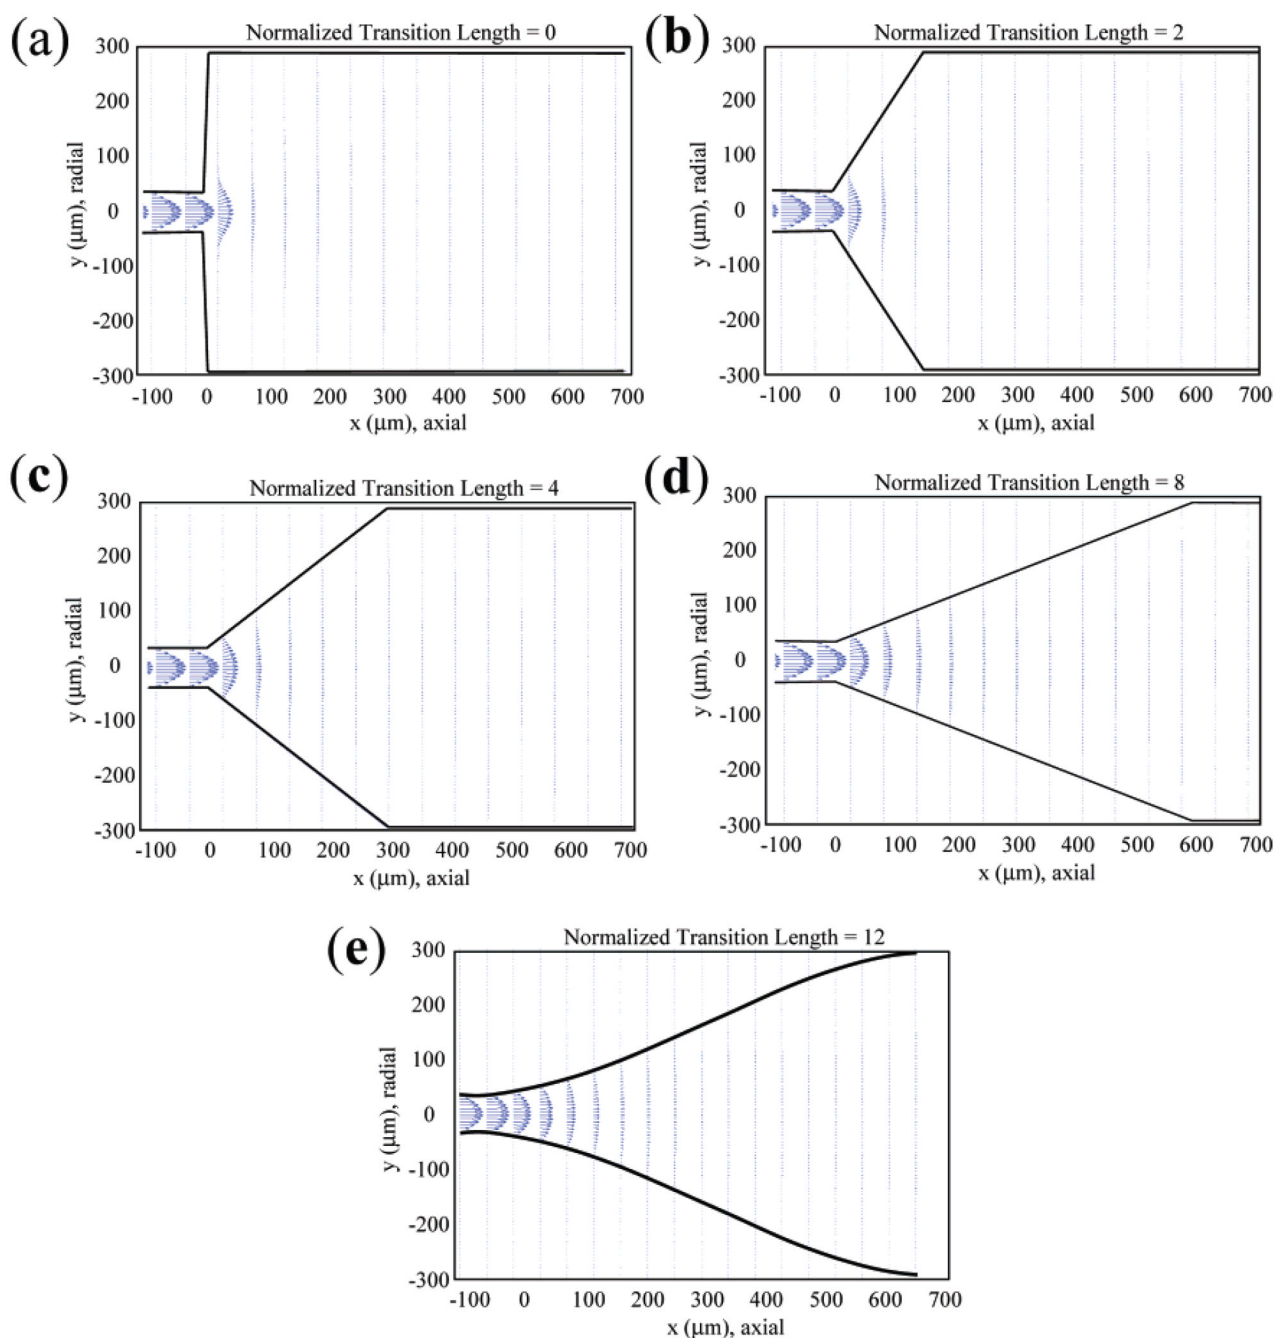 (a)
Normalized Transition Length = 0
300
200
100
0
-100
-200
-300
y (μm), radial
-100 0 100 200 300 400 500 600 700
x (μm), axial
(b)
Normalized Transition Length = 2
300
200
100
0
-100
-200
-300
y (μm), radial
-100 0 100 200 300 400 500 600 700
x (μm), axial
(c)
Normalized Transition Length = 4
300
200
100
0
-100
-200
-300
y (μm), radial
-100 0 100 200 300 400 500 600 700
x (μm), axial
(d)
Normalized Transition Length = 8
300
200
100
0
-100
-200
-300
y (μm), radial
-100 0 100 200 300 400 500 600 700
x (μm), axial
(e)
Normalized Transition Length = 12
300
200
100
0
-100
-200
-300
y (μm), radial
-100 0 100 200 300 400 500 600 700
x (μm), axial